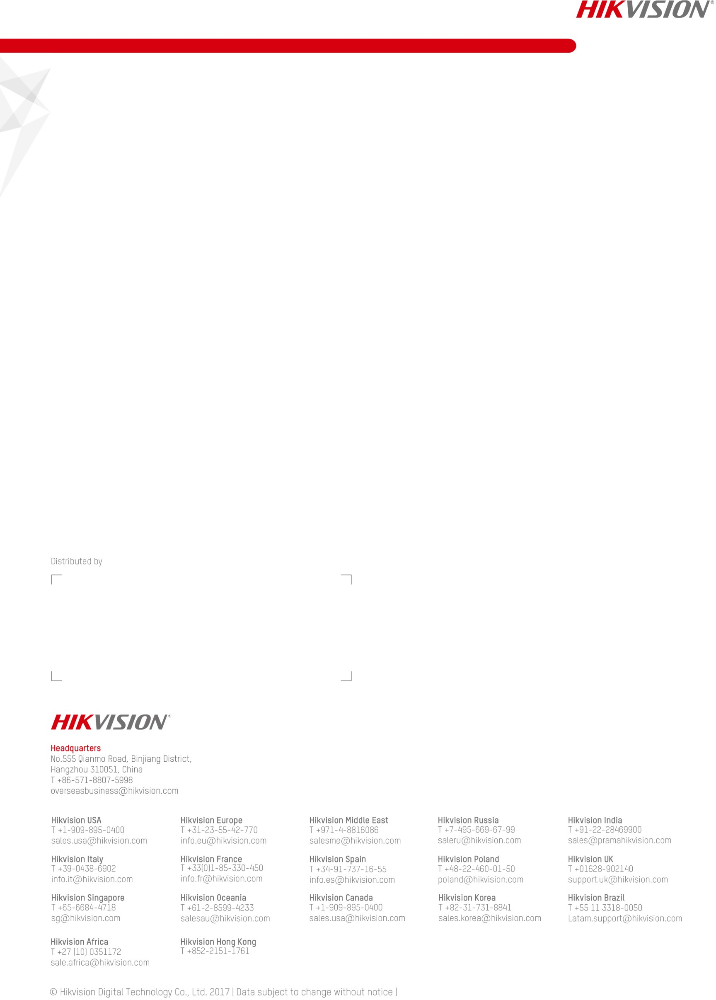 HIKVISION®
Distributed by
HIKVISION®
Headquarters
No.555 Qianmo Road, Binjiang District,
Hangzhou 310051, China
T +86-571-8807-5998
overseasbusiness@hikvision.com
Hikvision USA
T +1-909-895-0400
sales.usa@hikvision.com
Hikvision Europe
T +31-23-55-42-770
info.eu@hikvision.com
Hikvision Middle East
T +971-4-8816086
salesme@hikvision.com
Hikvision Russia
T +7-495-669-67-99
saleru@hikvision.com
Hikvision India
T +91-22-28469900
sales@pramahikvision.com
Hikvision Italy
T +39-0438-6902
info.it@hikvision.com
Hikvision France
T +33(0)1-85-330-450
info.fr@hikvision.com
Hikvision Spain
T +34-91-737-16-55
info.es@hikvision.com
Hikvision Poland
T +48-22-460-01-50
poland@hikvision.com
Hikvision UK
T +01628-902140
support.uk@hikvision.com
Hikvision Singapore
T +65-6684-4718
sg@hikvision.com
Hikvision Oceania
T +61-2-8599-4233
salesau@hikvision.com
Hikvision Canada
T +1-909-895-0400
sales.usa@hikvision.com
Hikvision Korea
T +82-31-731-8841
sales.korea@hikvision.com
Hikvision Brazil
T +55 11 3318-0050
Latam.support@hikvision.com
Hikvision Africa
T +27 (10) 0351172
sale.africa@hikvision.com
Hikvision Hong Kong
T +852-2151-1761
© Hikvision Digital Technology Co., Ltd. 2017 | Data subject to change without notice |